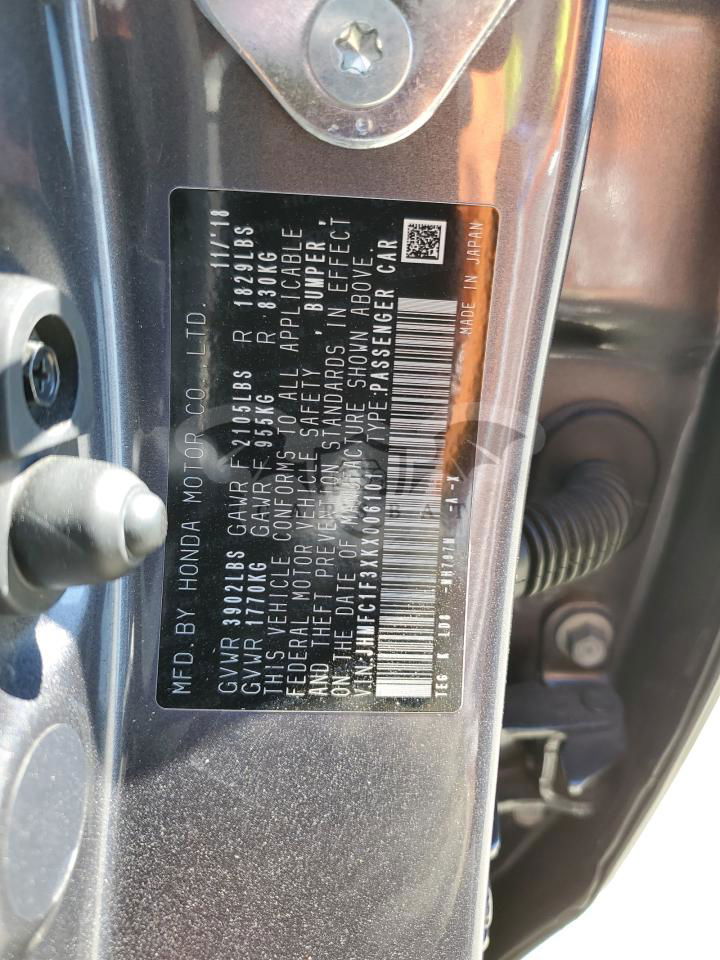 MFD. BY HONDA MOTOR CO., LTD. 11/'18
GVWR 3902LBS GAWR F 2105LBS R 1829LBS
GVWR 1770KG GAWR F 955KG R 830KG
THIS VEHICLE CONFORMS TO ALL APPLICABLE
FEDERAL MOTOR VEHICLE SAFETY , BUMPER,
AND THEFT PREVENTION STANDARDS IN EFFECT
ON THE DATE OF MANUFACTURE SHOWN ABOVE.
VIN: TYPE:PASSENGER CAR
TEG K -A -X MADE IN JAPAN